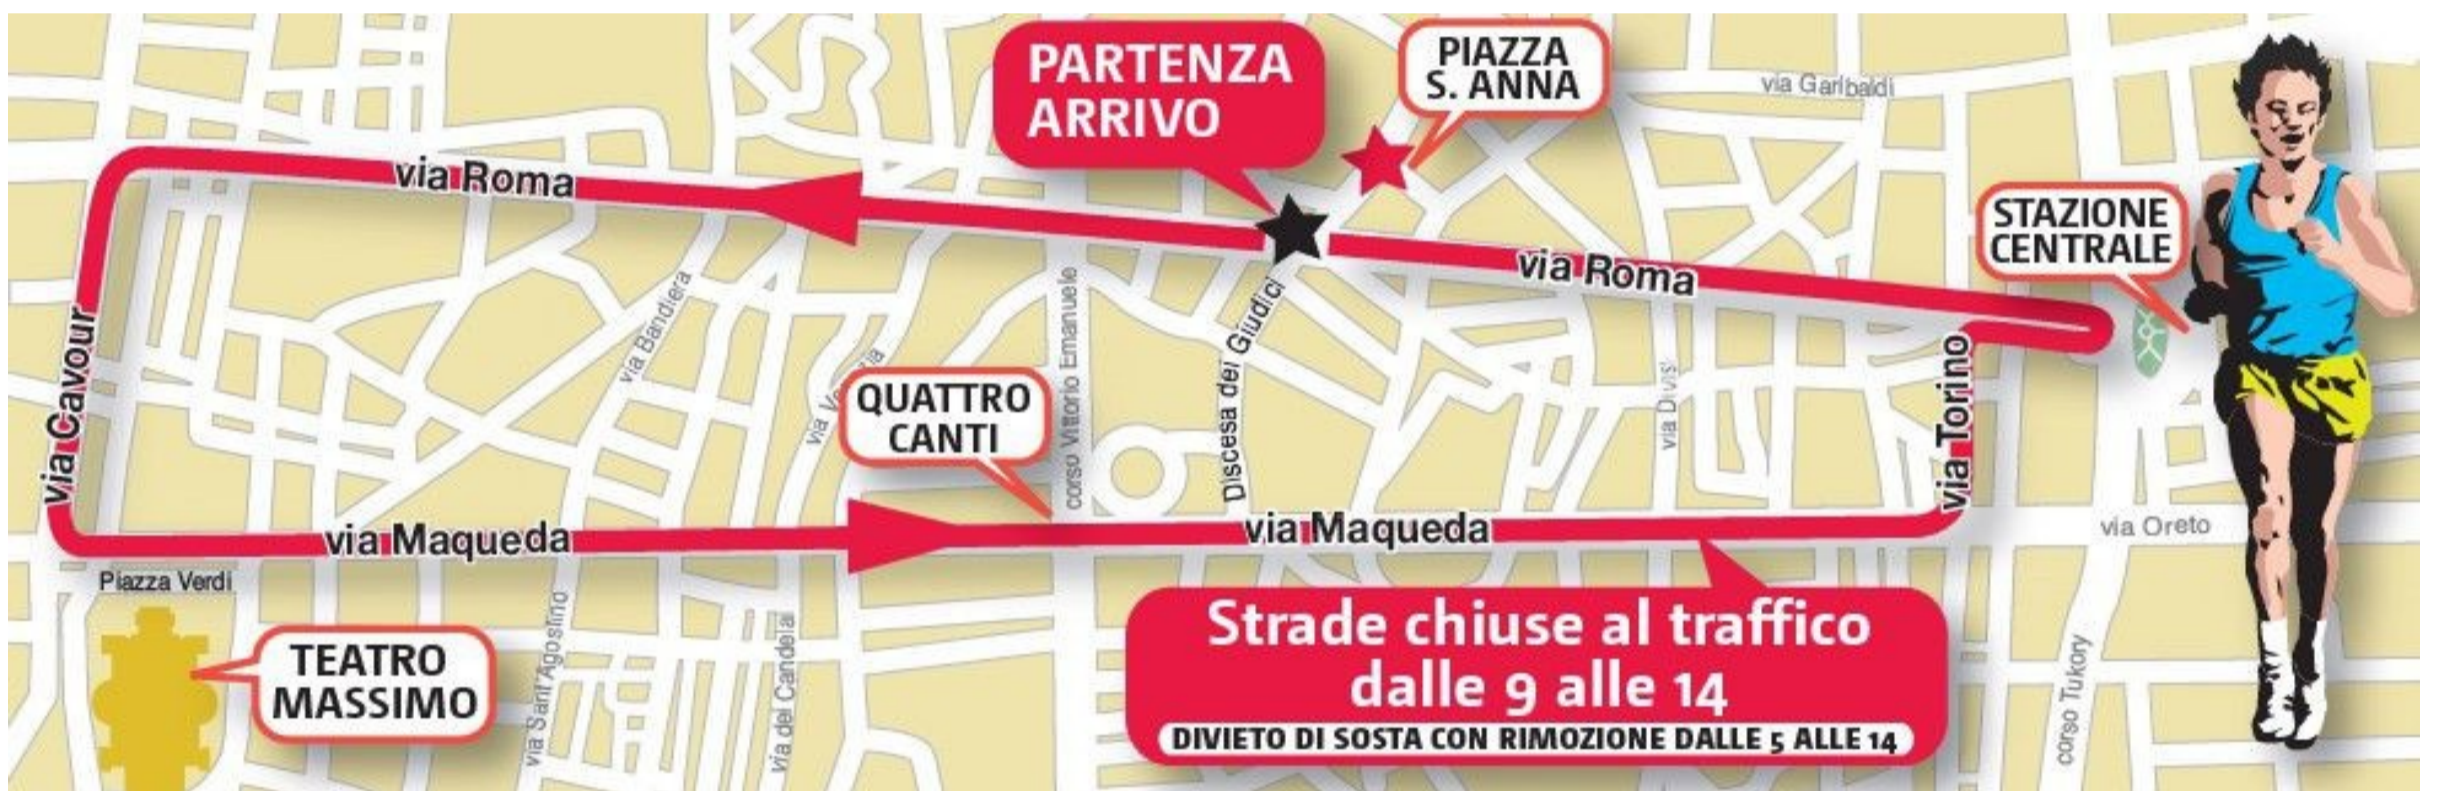 PARTENZA
ARRIVO
PIAZZA
S. ANNA
via Garibaldi
via Roma
via Roma
STAZIONE
CENTRALE
via Bandiera
corso Vittorio Emanuele
Discesa dei Giudici
via Cavour
via Torino
QUATTRO
CANTI
via Divisi
via Maqueda
via Maqueda
via Oreto
Piazza Verdi
TEATRO
MASSIMO
via Sant'Agostino
via dei Candelai
Strade chiuse al traffico
dalle 9 alle 14
DIVIETO DI SOSTA CON RIMOZIONE DALLE 5 ALLE 14
corso Tukory
via